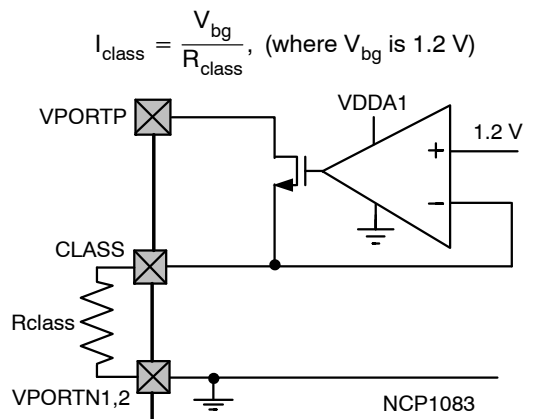 I_class = V_bg / R_class, (where V_bg is 1.2 V)
VPORTP
VDDA1
1.2 V
+
−
CLASS
Rclass
VPORTN1,2
NCP1083